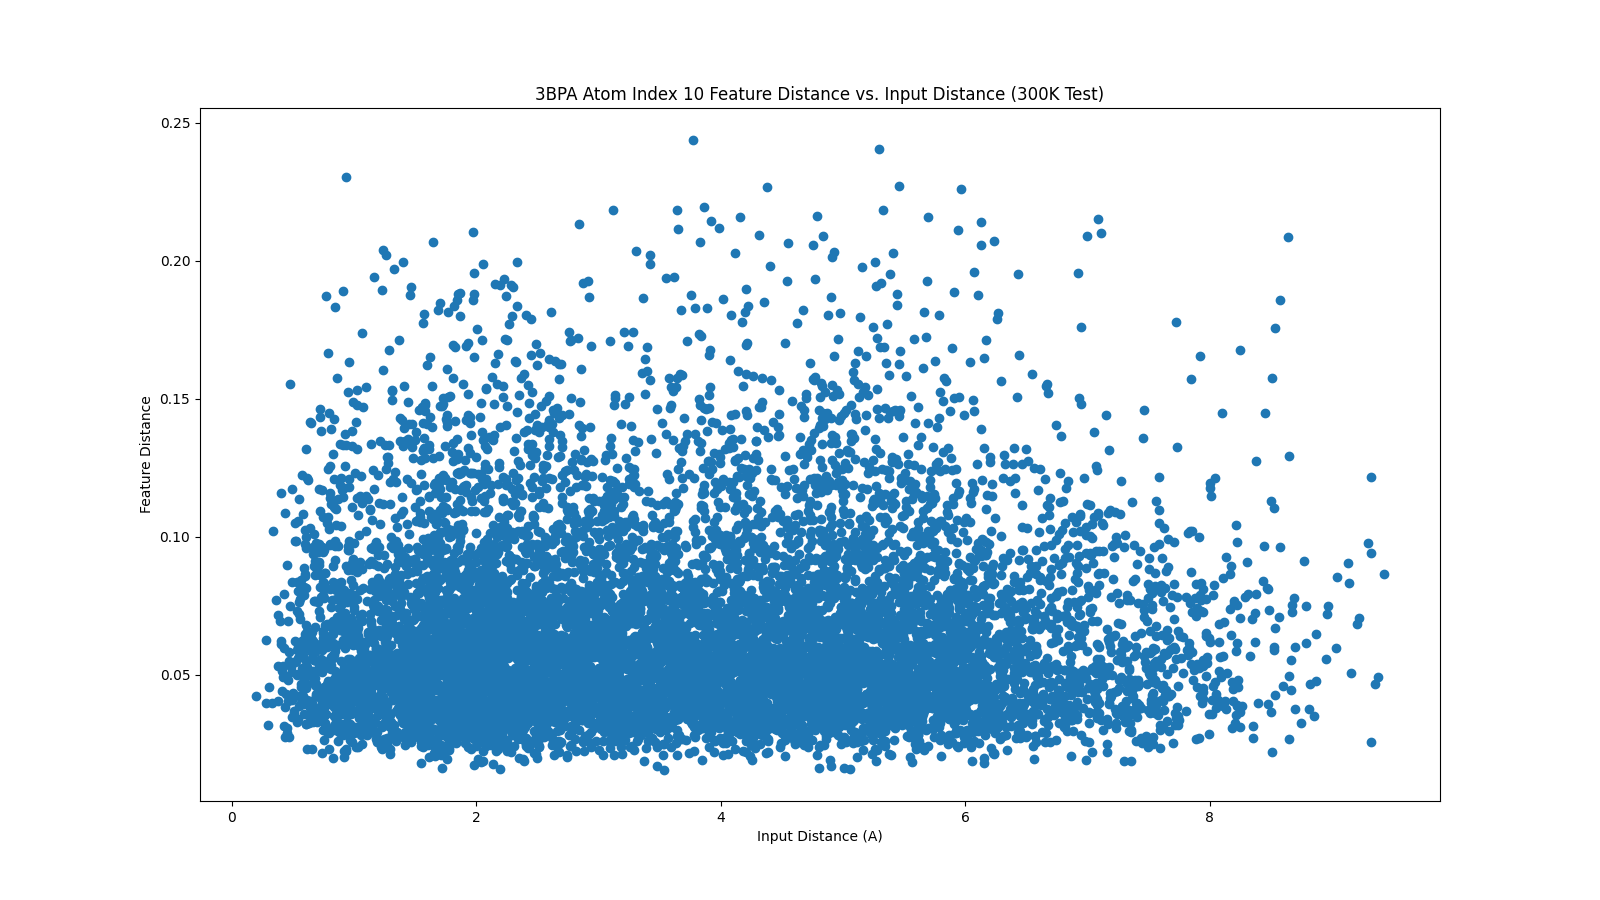 3BPA Atom Index 10 Feature Distance vs. Input Distance (300K Test)
0.25
0.20
0.15
0.10
0.05
Feature Distance
0 2 4 6 8
Input Distance (A)